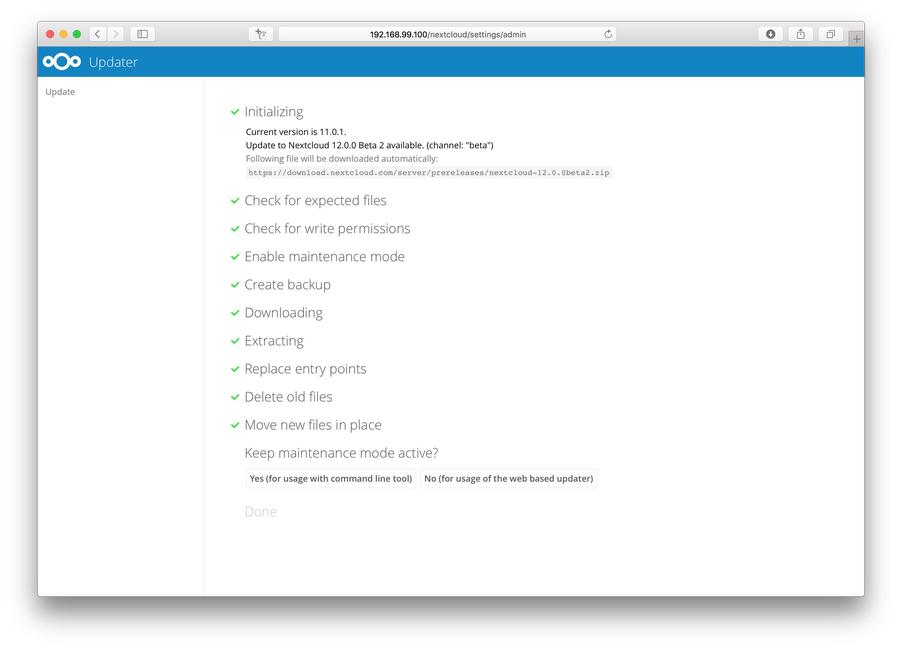 192.168.99.100/nextcloud/settings/admin
Updater
Update
Initializing
Current version is 11.0.1.
Update to Nextcloud 12.0.0 Beta 2 available. (channel: "beta")
Following file will be downloaded automatically:
https://download.nextcloud.com/server/prereleases/nextcloud-12.0.0beta2.zip
Check for expected files
Check for write permissions
Enable maintenance mode
Create backup
Downloading
Extracting
Replace entry points
Delete old files
Move new files in place
Keep maintenance mode active?
Yes (for usage with command line tool) No (for usage of the web based updater)
Done